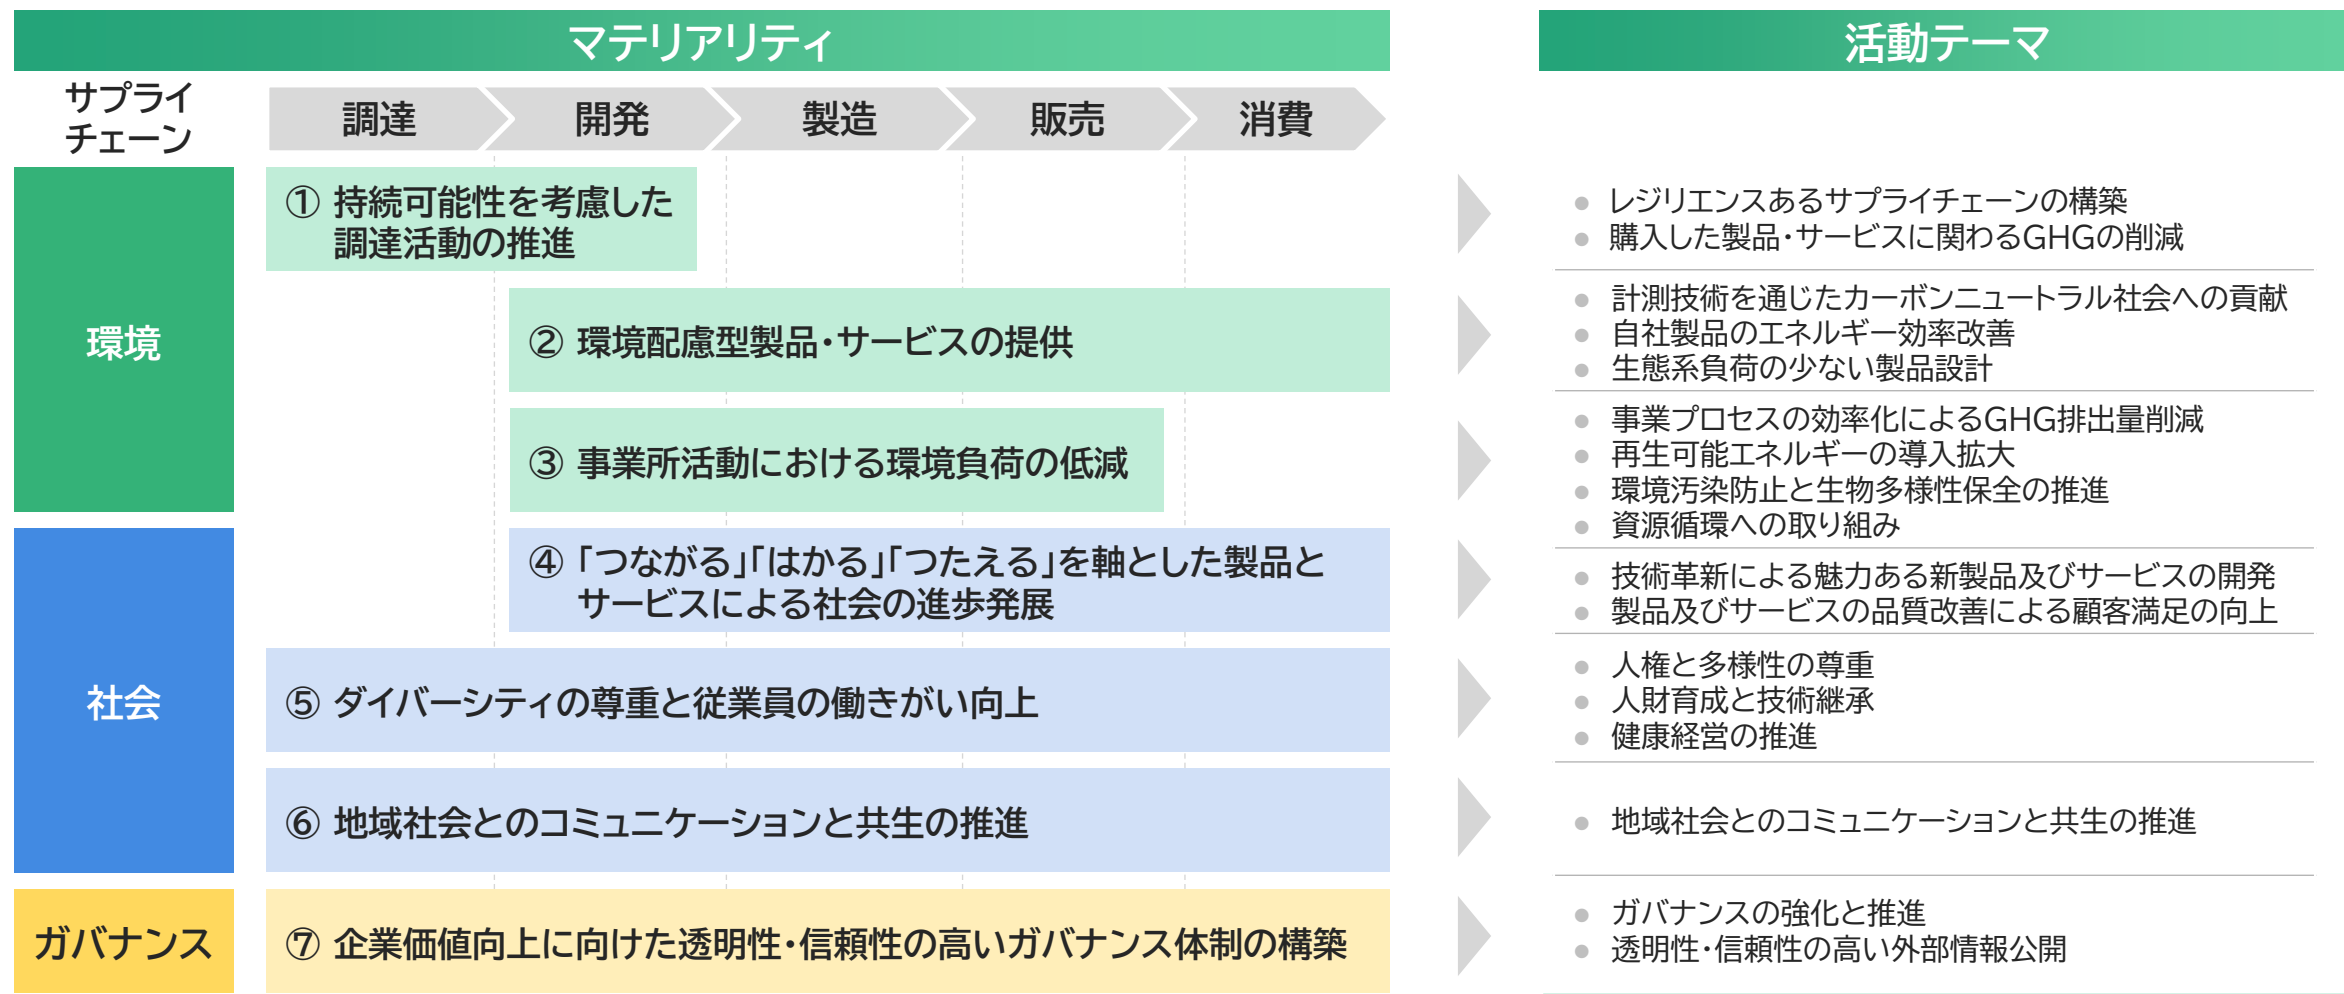 マテリアリティ
活動テーマ
サプライ
チェーン
調達
開発
製造
販売
消費
環境
① 持続可能性を考慮した
調達活動の推進
● レジリエンスあるサプライチェーンの構築
● 購入した製品・サービスに関わるGHGの削減
② 環境配慮型製品・サービスの提供
● 計測技術を通じたカーボンニュートラル社会への貢献
● 自社製品のエネルギー効率改善
● 生態系負荷の少ない製品設計
③ 事業所活動における環境負荷の低減
● 事業プロセスの効率化によるGHG排出量削減
● 再生可能エネルギーの導入拡大
● 環境汚染防止と生物多様性保全の推進
● 資源循環への取り組み
社会
④ 「つながる」「はかる」「つたえる」を軸とした製品と
サービスによる社会の進歩発展
● 技術革新による魅力ある新製品及びサービスの開発
● 製品及びサービスの品質改善による顧客満足の向上
⑤ ダイバーシティの尊重と従業員の働きがい向上
● 人権と多様性の尊重
● 人財育成と技術継承
● 健康経営の推進
⑥ 地域社会とのコミュニケーションと共生の推進
● 地域社会とのコミュニケーションと共生の推進
ガバナンス
⑦ 企業価値向上に向けた透明性・信頼性の高いガバナンス体制の構築
● ガバナンスの強化と推進
● 透明性・信頼性の高い外部情報公開